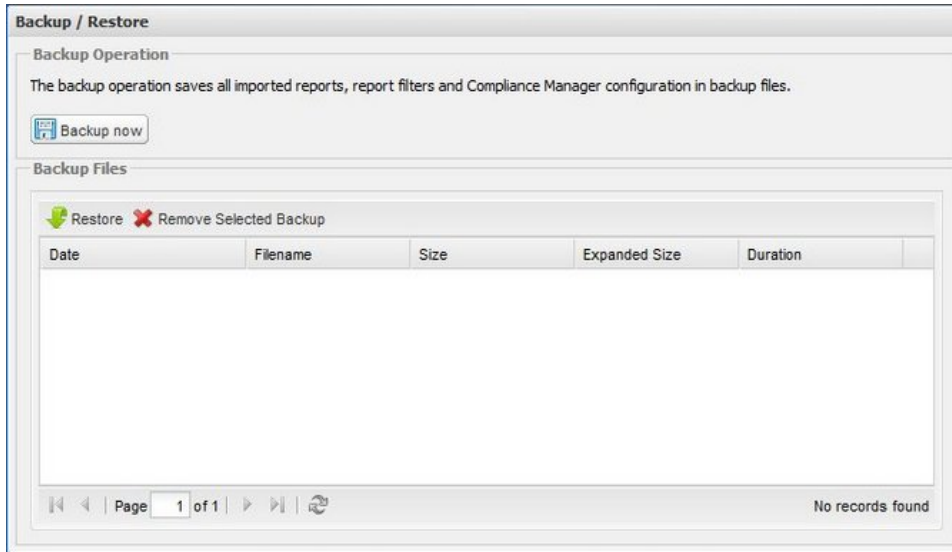 Backup / Restore
Backup Operation
The backup operation saves all imported reports, report filters and Compliance Manager configuration in backup files.
Backup now
Backup Files
Restore Remove Selected Backup
Date Filename Size Expanded Size Duration
Page 1 of 1 No records found